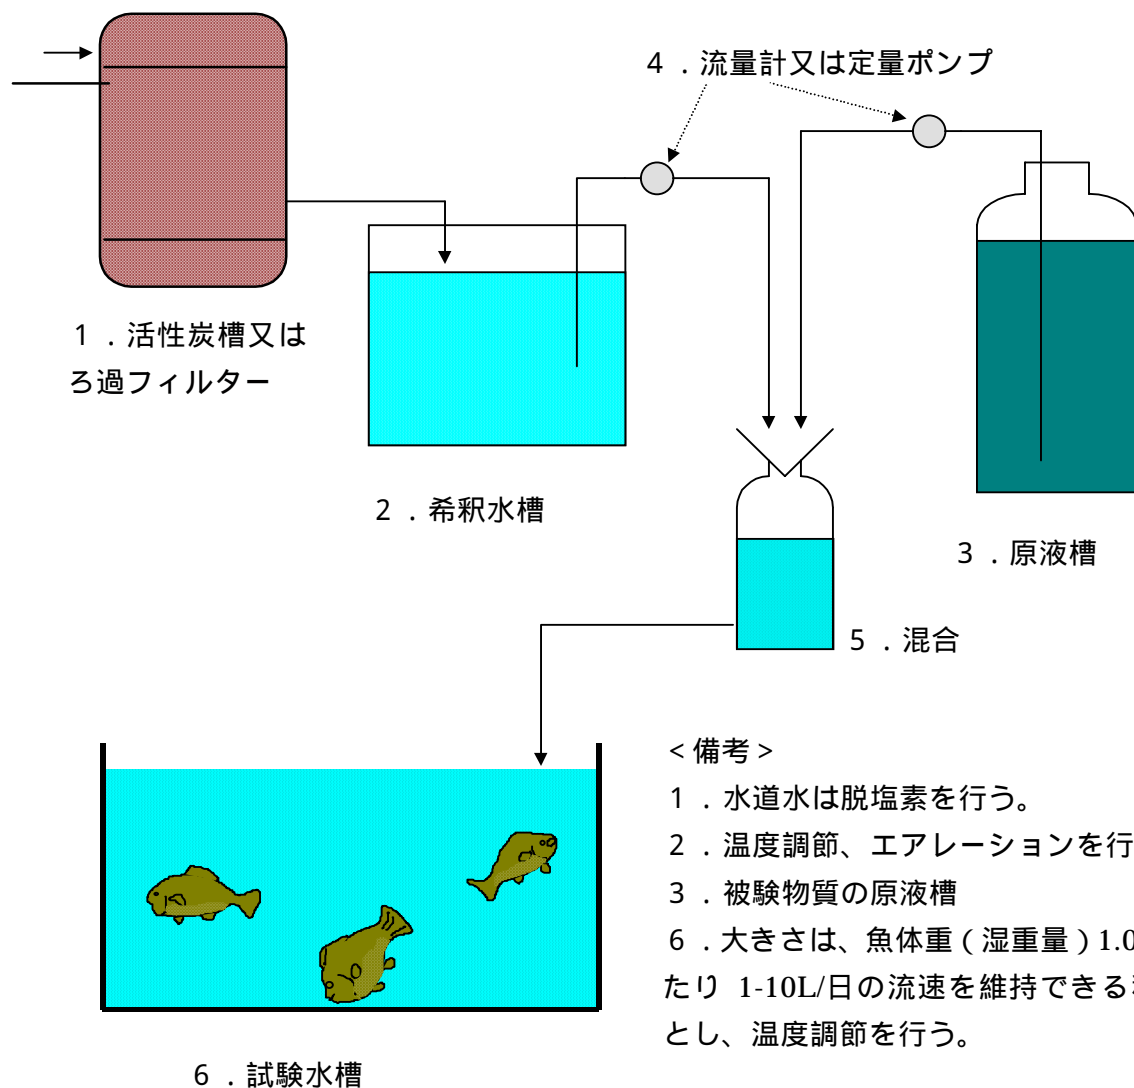 4 . 流量計又は定量ポンプ
1 . 活性炭槽又は
ろ過フィルター
2 . 希釈水槽
3 . 原液槽
5 . 混合
<備考>
1 . 水道水は脱塩素を行う。
2 . 温度調節、エアレーションを行
3 . 被験物質の原液槽
6 . 大きさは、魚体重(湿重量)1.0
たり 1-10L/日の流速を維持できる
とし、温度調節を行う。
6 . 試験水槽